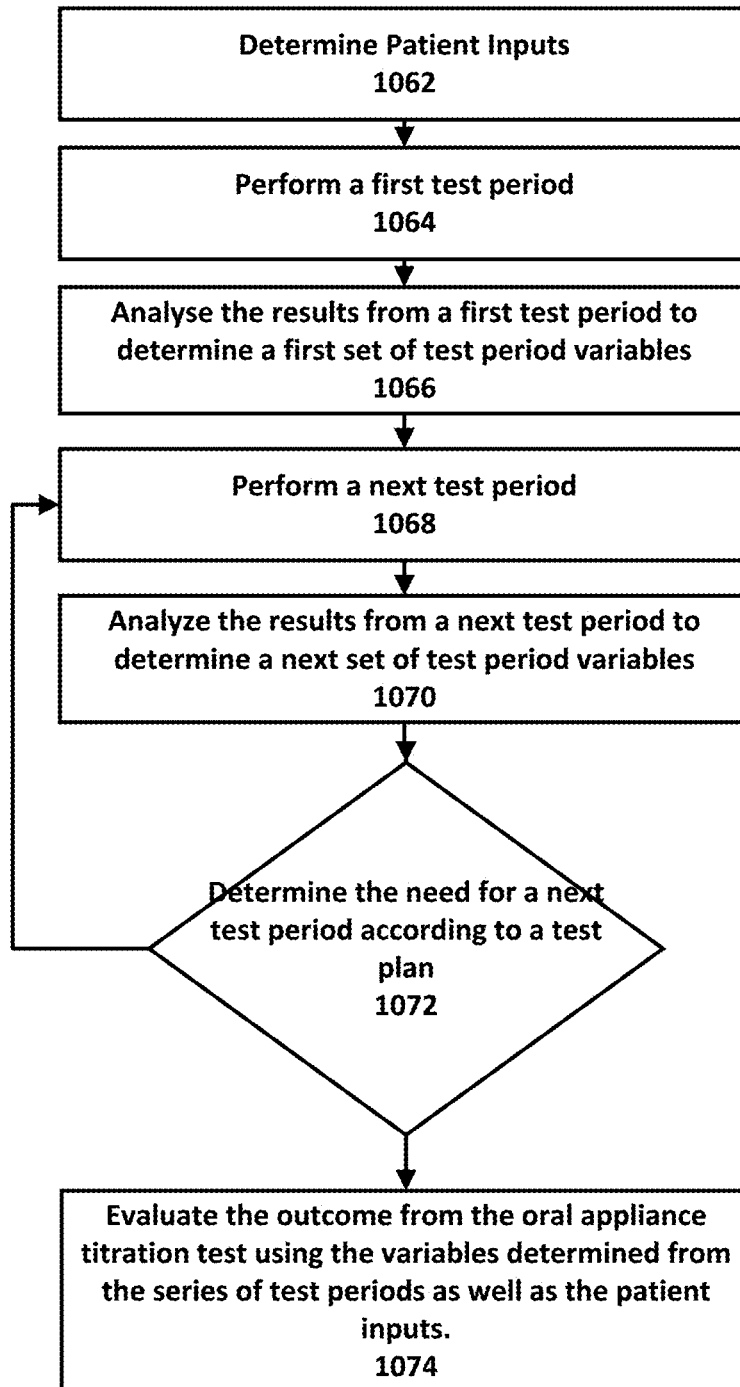 Determine Patient Inputs
1062
Perform a first test period
1064
Analyse the results from a first test period to
determine a first set of test period variables
1066
Perform a next test period
1068
Analyze the results from a next test period to
determine a next set of test period variables
1070
Determine the need for a next
test period according to a test
plan
1072
Evaluate the outcome from the oral appliance
titration test using the variables determined from
the series of test periods as well as the patient
inputs.
1074